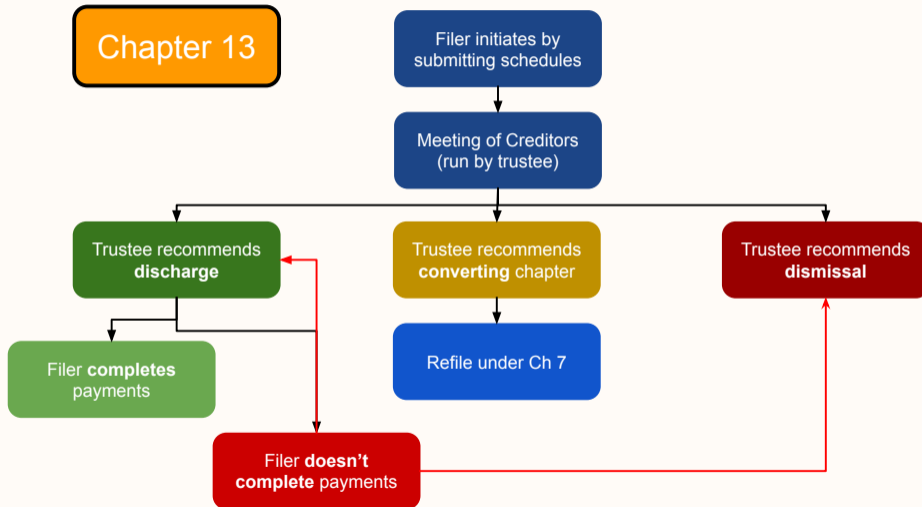 Chapter 13
Filer initiates by
submitting schedules
Meeting of Creditors
(run by trustee)
Trustee recommends
discharge
Trustee recommends
converting chapter
Trustee recommends
dismissal
Filer completes
payments
Refile under Ch 7
Filer doesn’t
complete payments